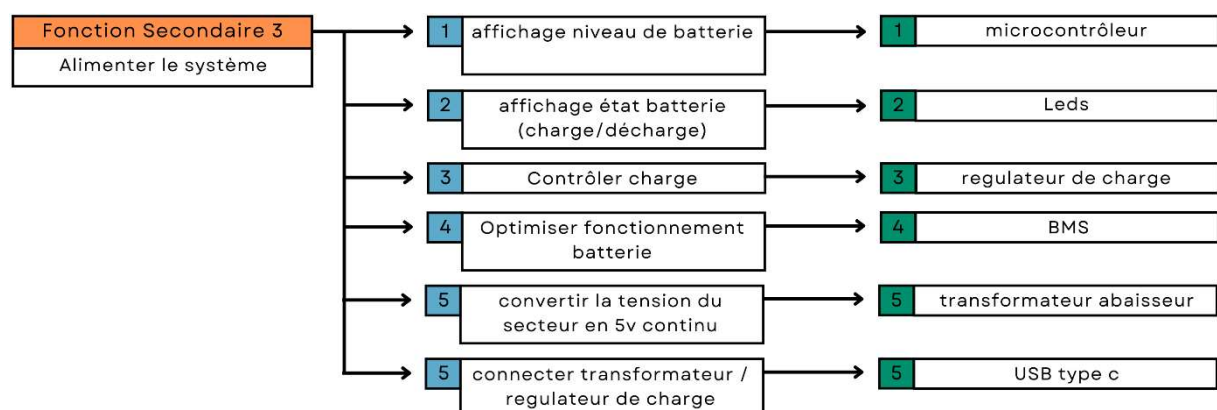 Fonction Secondaire 3
Alimenter le système
1
affichage niveau de batterie
1
microcontrôleur
2
affichage état batterie
(charge/décharge)
2
Leds
3
Contrôler charge
3
regulateur de charge
4
Optimiser fonctionnement
batterie
4
BMS
5
convertir la tension du
secteur en 5v continu
5
transformateur abaisseur
5
connecter transformateur /
regulateur de charge
5
USB type c